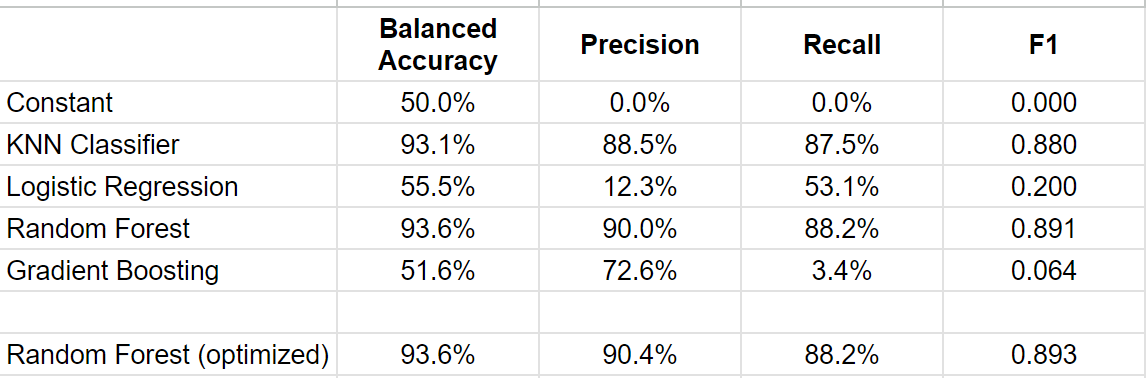 Balanced Accuracy Precision Recall F1
Constant 50.0% 0.0% 0.0% 0.000
KNN Classifier 93.1% 88.5% 87.5% 0.880
Logistic Regression 55.5% 12.3% 53.1% 0.200
Random Forest 93.6% 90.0% 88.2% 0.891
Gradient Boosting 51.6% 72.6% 3.4% 0.064
Random Forest (optimized) 93.6% 90.4% 88.2% 0.893